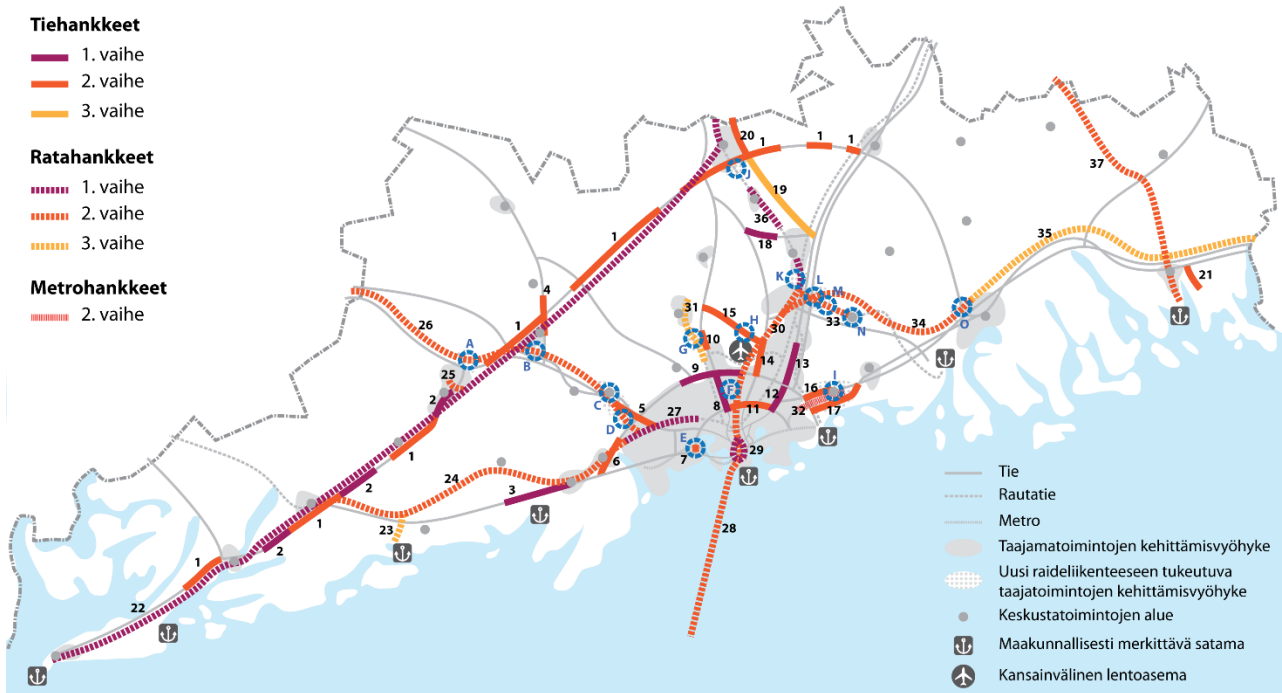 Tiehankkeet
1. vaihe
2. vaihe
3. vaihe
Ratahankkeet
1. vaihe
2. vaihe
3. vaihe
Metrohankkeet
2. vaihe
20
1
1
1
37
J
19
36
18
35
21
1
K
L
M
4
31
15
H
30
33
N
34
O
26
A
1
B
G
10
14
13
25
9
F
12
16
I
2
C
5
27
8
11
32
17
D
E
7
29
1
6
24
2
3
28
1
2
23
1
22
Tie
Rautatie
Metro
Taajamatoimintojen kehittämisvyöhyke
Uusi raideliikenteeseen tukeutuva
taajatoimintojen kehittämisvyöhyke
Keskustatoimintojen alue
Maakunnallisesti merkittävä satama
Kansainvälinen lentoasema